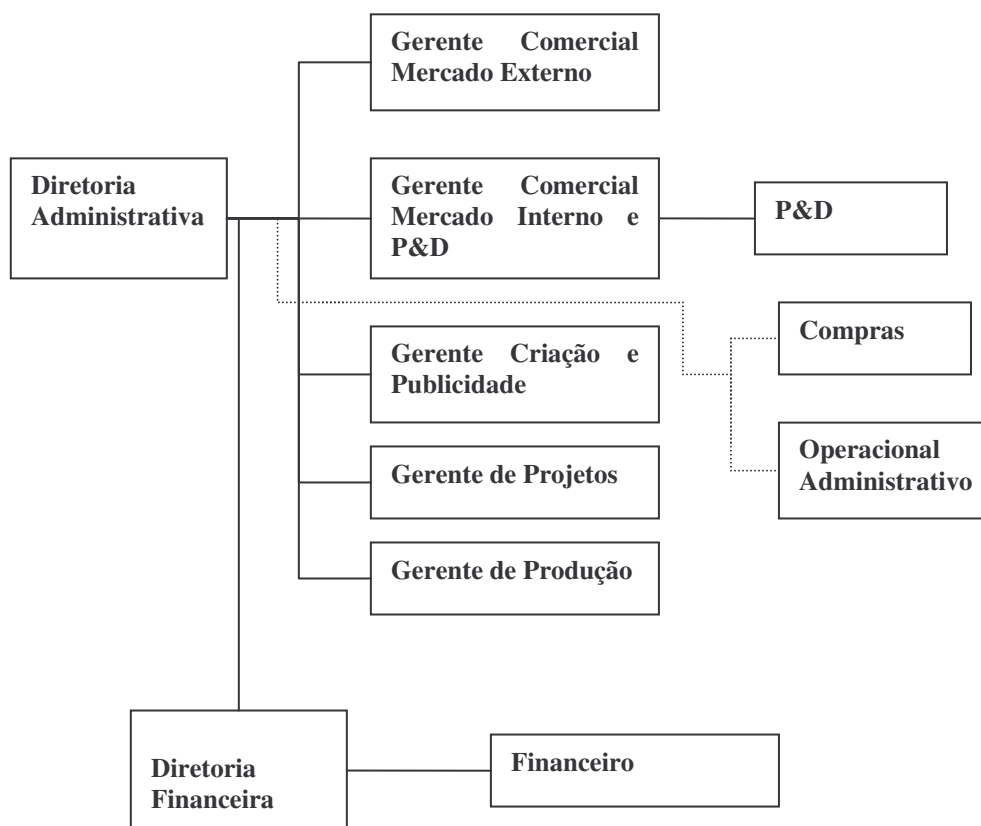 Gerente Comercial
Mercado Externo
Diretoria
Administrativa
Gerente Comercial
Mercado Interno e
P&D
P&D
Compras
Gerente Criação e
Publicidade
Operacional
Administrativo
Gerente de Projetos
Gerente de Produção
Diretoria
Financeira
Financeiro